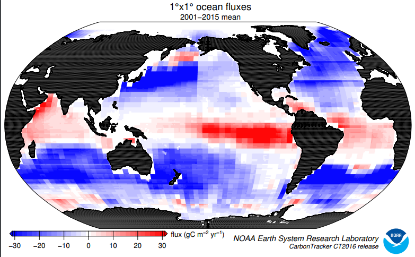 1°x1° ocean fluxes
2001−2015 mean
−30 −20 −10 0 10 20 30 flux (gC m⁻² yr⁻¹)
NOAA Earth System Research Laboratory
CarbonTracker CT2016 release